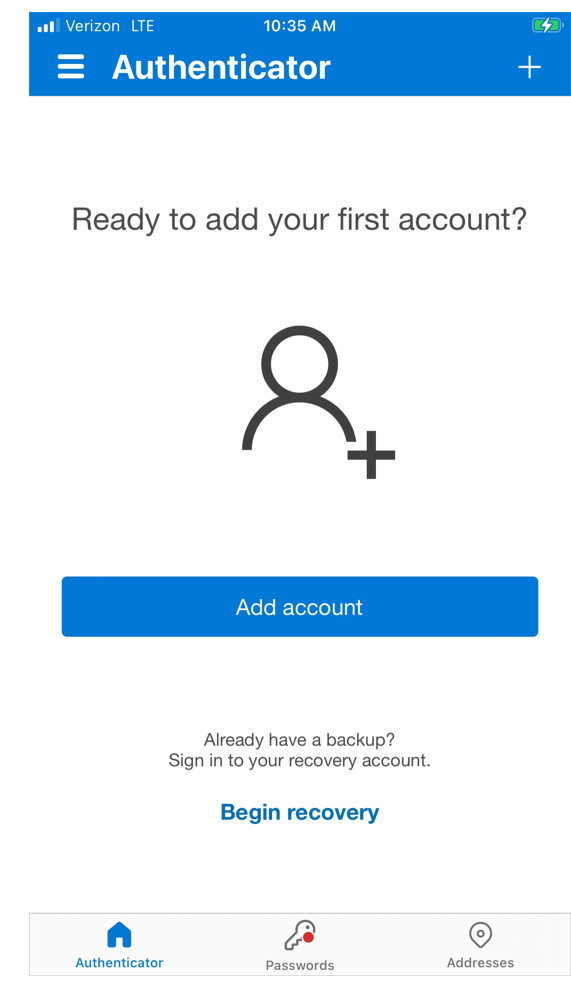 Verizon LTE 10:35 AM
Authenticator
Ready to add your first account?
Add account
Already have a backup?
Sign in to your recovery account.
Begin recovery
Authenticator Passwords Addresses